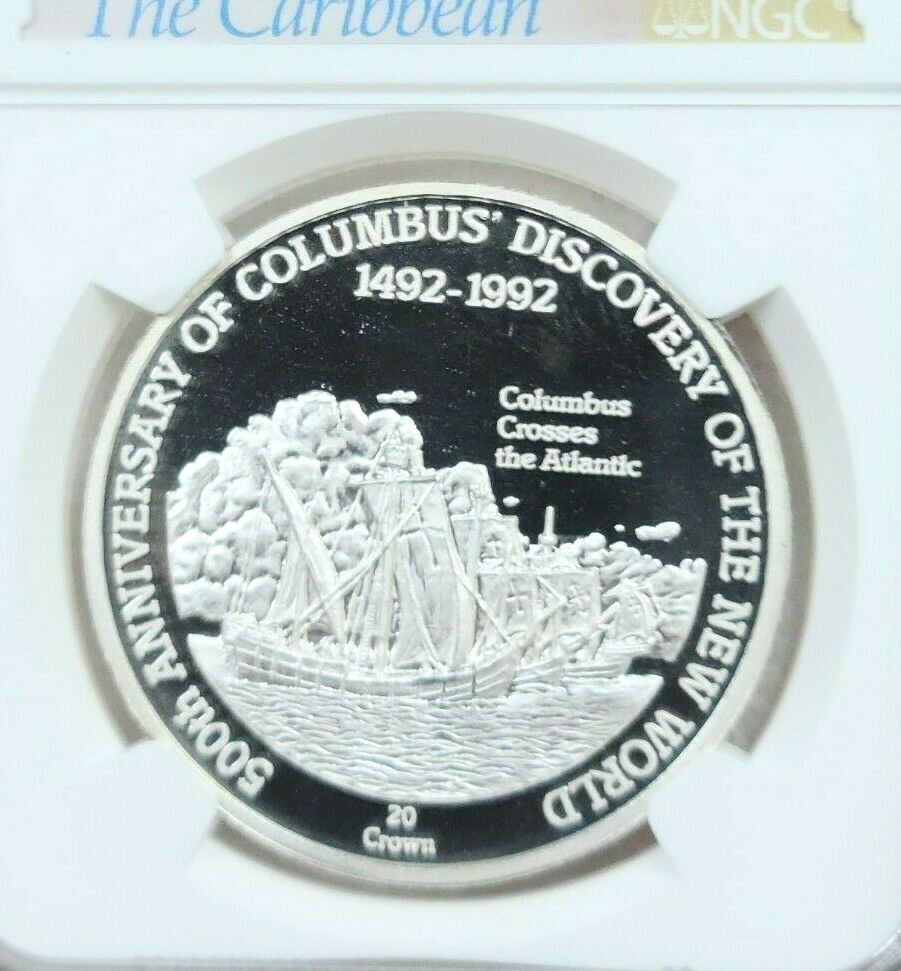 The Caribbean
NGC
5000th ANNIVERSARY OF COLUMBUS' DISCOVERY OF THE NEW WORLD
1492-1992
Columbus
Crosses
the Atlantic
20
Crown